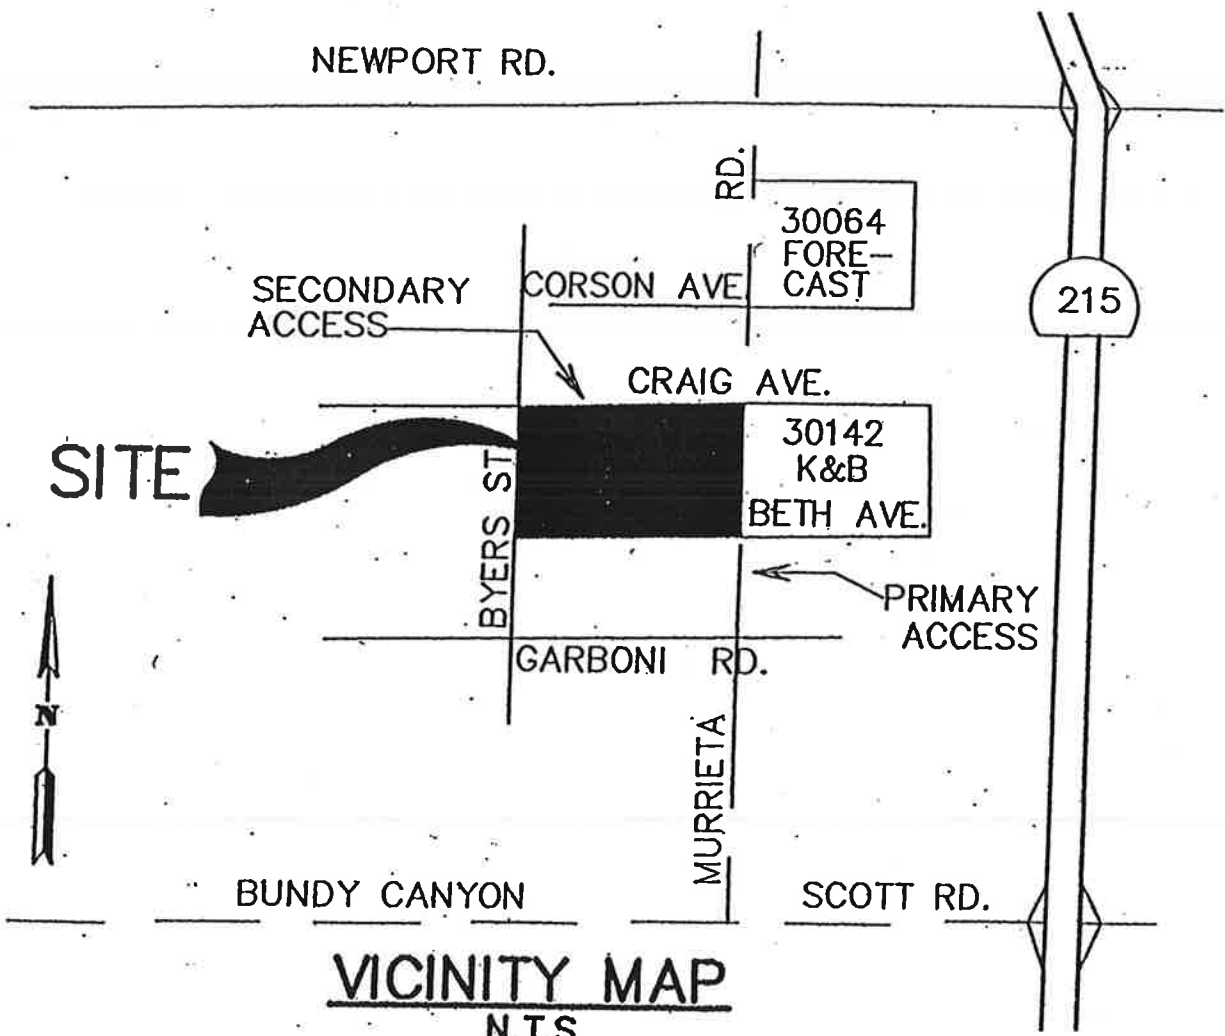 NEWPORT RD.
RD.
30064
FORE-
CAST
SECONDARY
ACCESS
CORSON AVE.
215
CRAIG AVE.
SITE
30142
K&B
BETH AVE.
BYERS ST
PRIMARY
ACCESS
GARBONI RD.
N
MURRIETA
BUNDY CANYON
SCOTT RD.
VICINITY MAP
N.T.S.